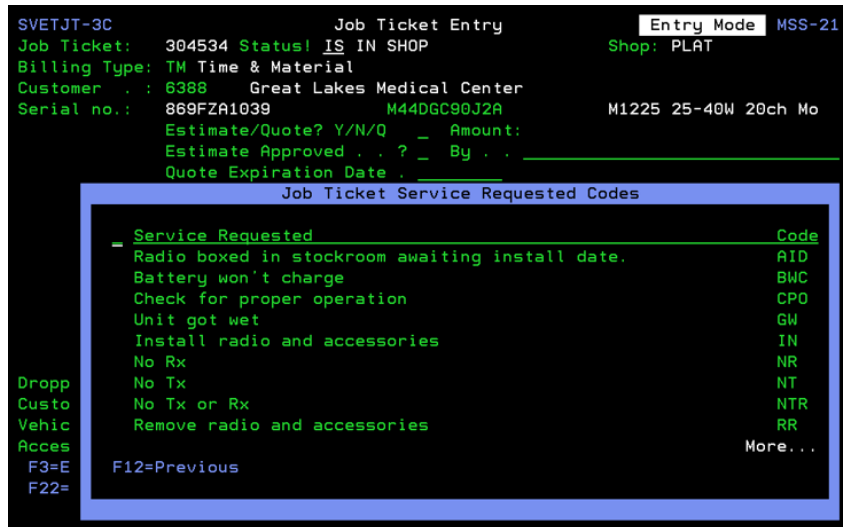 SVETJT-3C Job Ticket Entry Entry Mode MSS-21
Job Ticket: 304534 Status! IS IN SHOP Shop: PLAT
Billing Type: TM Time & Material
Customer . : 6388 Great Lakes Medical Center
Serial no.: 869FZA1039 M44DGC90J2A M1225 25-40W 20ch Mo
Estimate/Quote? Y/N/Q _ Amount:
Estimate Approved . . ? _ By . . _
Quote Expiration Date . _
Job Ticket Service Requested Codes
_ Service Requested Code
Radio boxed in stockroom awaiting install date. AID
Battery won't charge BWC
Check for proper operation CPO
Unit got wet GW
Install radio and accessories IN
No Rx NR
Dropp No Tx NT
Custo No Tx or Rx NTR
Vehic Remove radio and accessories RR
Acces More...
F3=E F12=Previous
F22=